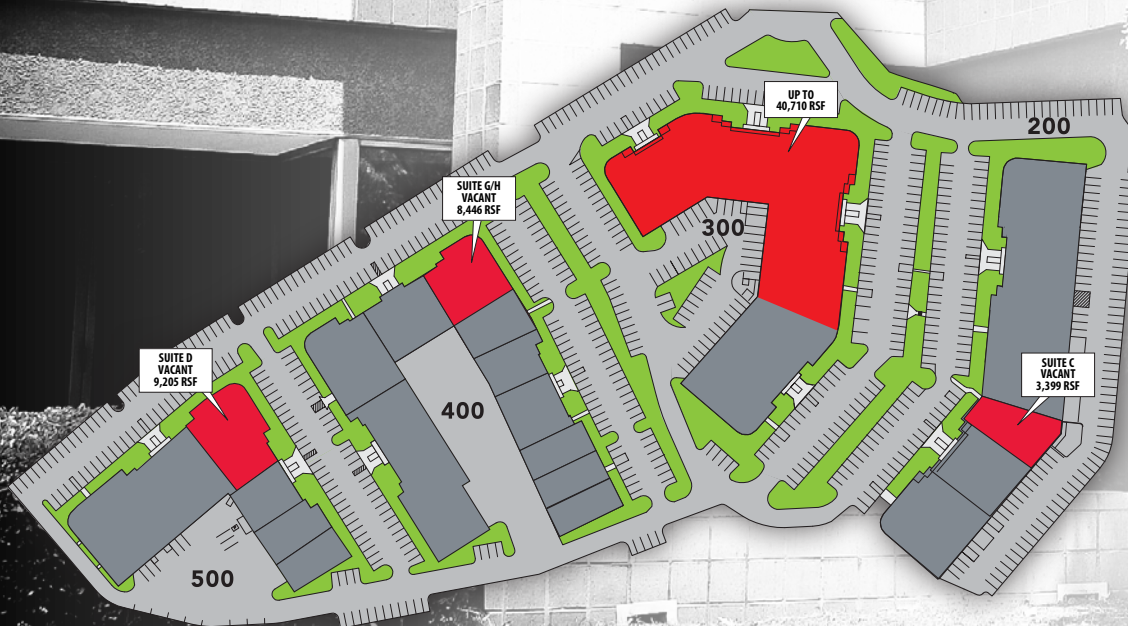 UP TO
40,710 RSF
200
SUITE G/H
VACANT
8,446 RSF
300
SUITE D
VACANT
9,205 RSF
SUITE C
VACANT
3,399 RSF
400
500